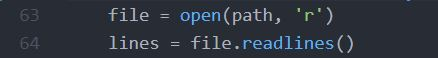 63 file = open(path, 'r')
64 lines = file.readlines()